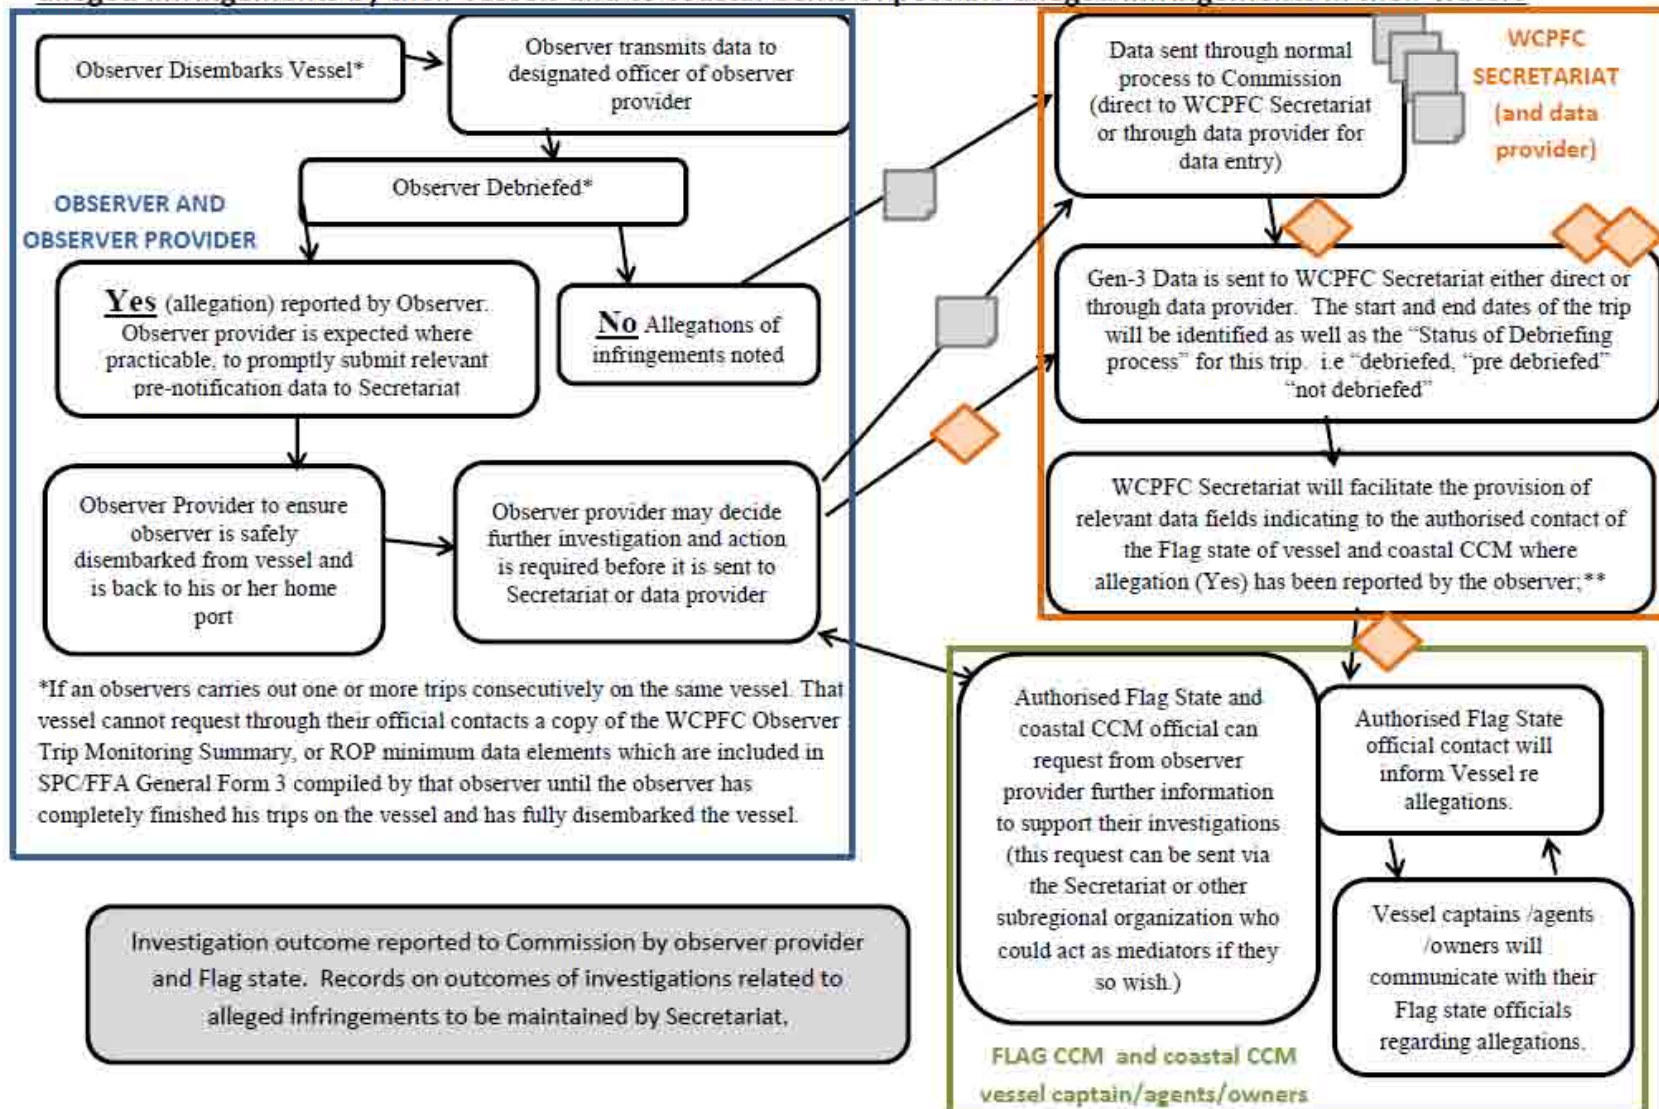 Observer Disembarks Vessel*
Observer transmits data to
designated officer of observer
provider
Observer Debriefed*
OBSERVER AND
OBSERVER PROVIDER
Yes (allegation) reported by Observer.
Observer provider is expected where
practicable, to promptly submit relevant
pre-notification data to Secretariat
No Allegations of
infringements noted
Observer Provider to ensure
observer is safely
disembarked from vessel and
is back to his or her home
port
Observer provider may decide
further investigation and action
is required before it is sent to
Secretariat or data provider
*If an observers carries out one or more trips consecutively on the same vessel. That
vessel cannot request through their official contacts a copy of the WCPFC Observer
Trip Monitoring Summary, or ROP minimum data elements which are included in
SPC/FFA General Form 3 compiled by that observer until the observer has
completely finished his trips on the vessel and has fully disembarked the vessel.
Data sent through normal
process to Commission
(direct to WCPFC Secretariat
or through data provider for
data entry)
WCPFC
SECRETARIAT
(and data
provider)
Gen-3 Data is sent to WCPFC Secretariat either direct or
through data provider. The start and end dates of the trip
will be identified as well as the “Status of Debriefing
process” for this trip. i.e “debriefed, “pre debriefed”
“not debriefed”
WCPFC Secretariat will facilitate the provision of
relevant data fields indicating to the authorised contact of
the Flag state of vessel and coastal CCM where
allegation (Yes) has been reported by the observer;**
Authorised Flag State and
coastal CCM official can
request from observer
provider further information
to support their investigations
(this request can be sent via
the Secretariat or other
subregional organization who
could act as mediators if they
so wish.)
Authorised Flag State
official contact will
inform Vessel re
allegations.
Vessel captains /agents
/owners will
communicate with their
Flag state officials
regarding allegations.
FLAG CCM and coastal CCM
vessel captain/agents/owners
Investigation outcome reported to Commission by observer provider
and Flag state. Records on outcomes of investigations related to
alleged infringements to be maintained by Secretariat.